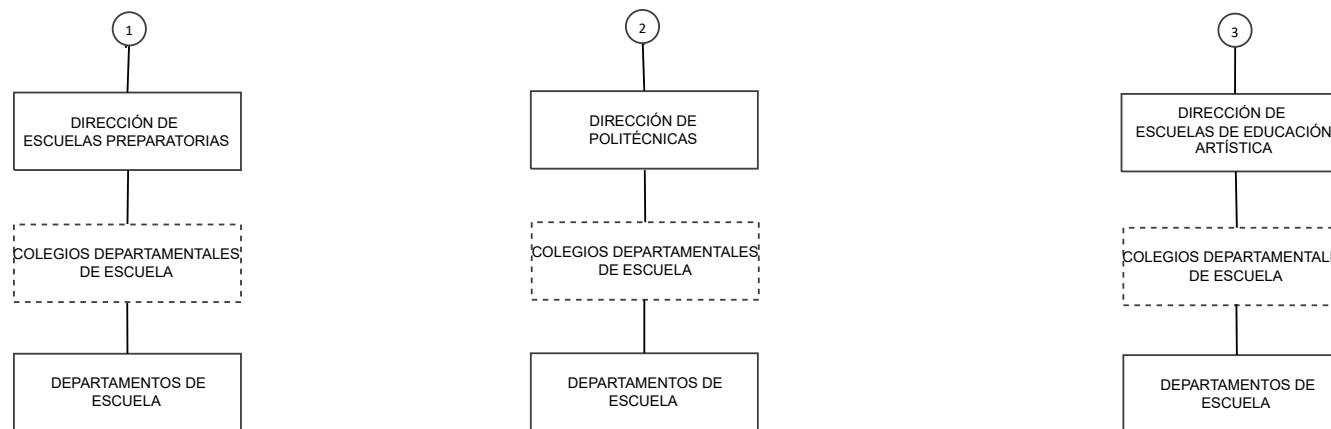 1
DIRECCIÓN DE
ESCUELAS PREPARATORIAS
COLEGIOS DEPARTAMENTALES
DE ESCUELA
DEPARTAMENTOS DE
ESCUELA
2
DIRECCIÓN DE
POLITÉCNICAS
COLEGIOS DEPARTAMENTALES
DE ESCUELA
DEPARTAMENTOS DE
ESCUELA
3
DIRECCIÓN DE
ESCUELAS DE EDUCACIÓN
ARTÍSTICA
COLEGIOS DEPARTAMENTALE
DE ESCUELA
DEPARTAMENTOS DE
ESCUELA